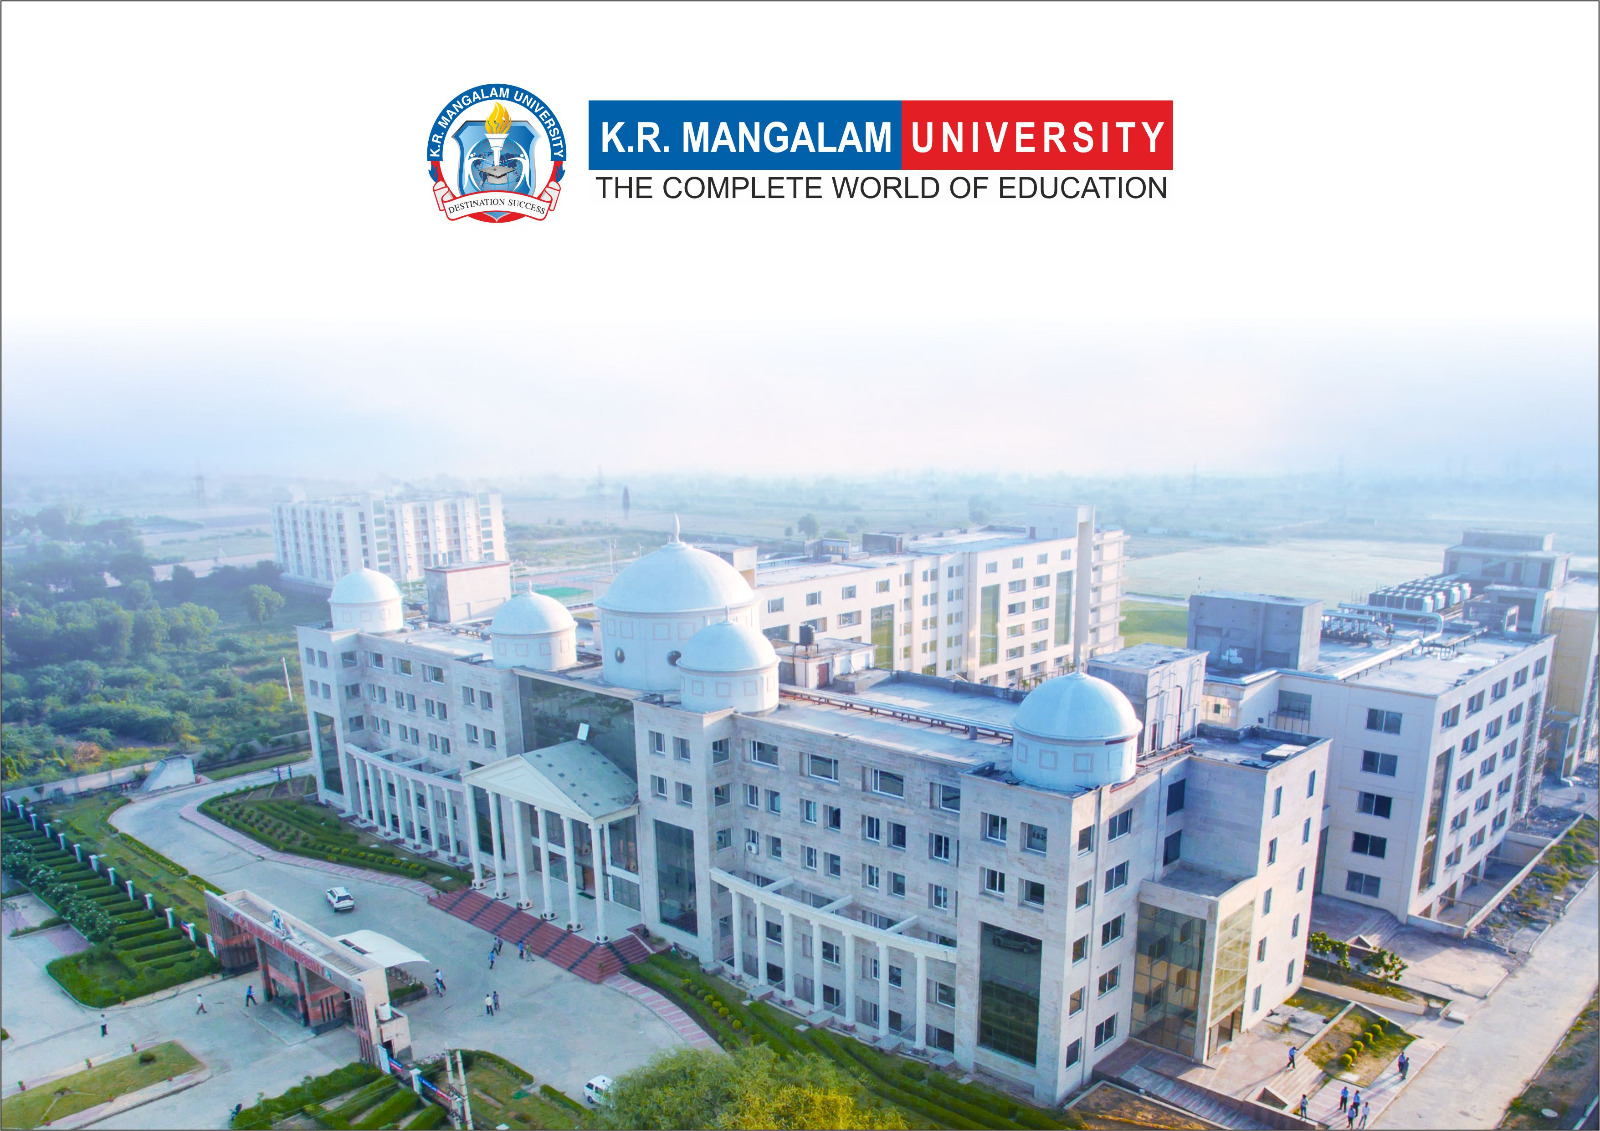 K.R. MANGALAM UNIVERSITY
DESTINATION SUCCESS
K.R. MANGALAM UNIVERSITY
THE COMPLETE WORLD OF EDUCATION